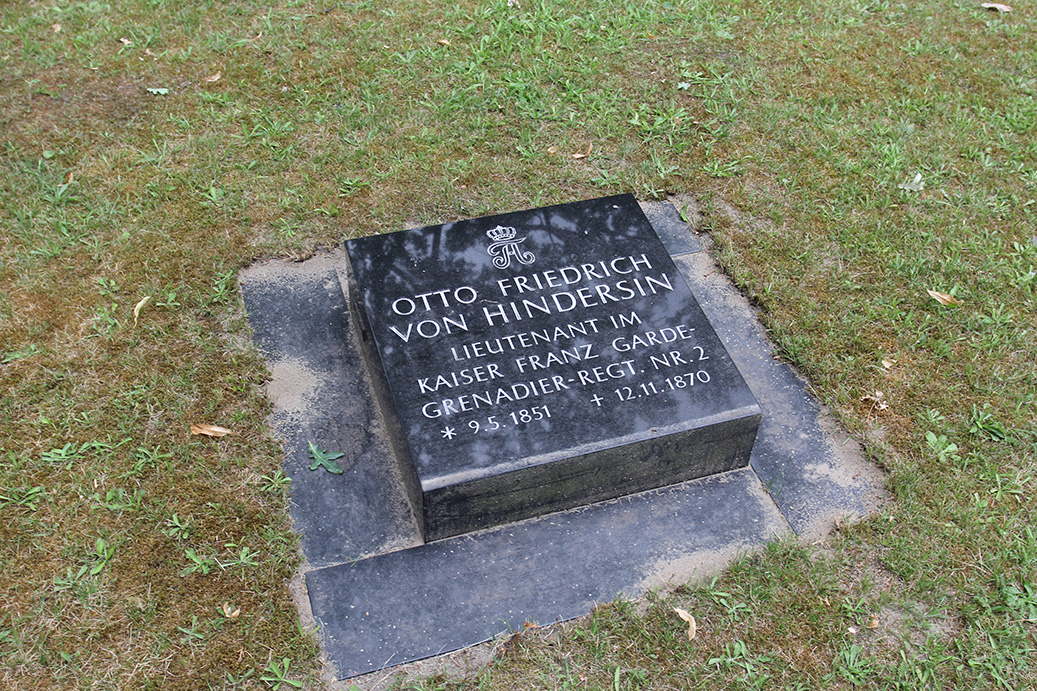 OTTO FRIEDRICH
VON HINDERSIN
LIEUTENANT IM
KAISER FRANZ GARDE-
GRENADIER-REGT. NR. 2
* 9.5.1851 + 12.11.1870